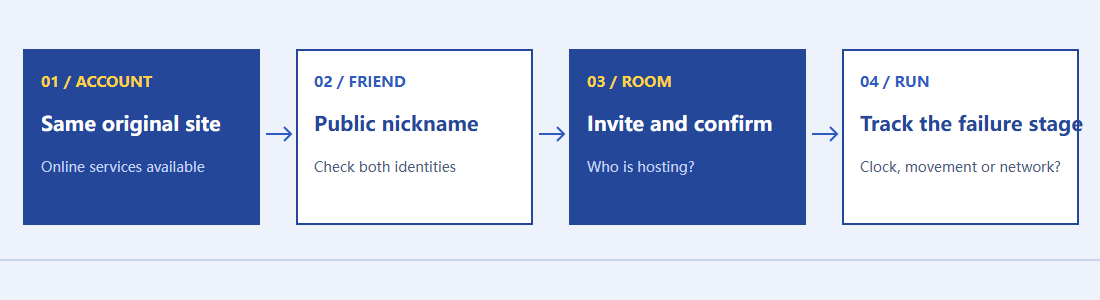 01 / ACCOUNT
Same original site
Online services available
02 / FRIEND
Public nickname
Check both identities
03 / ROOM
Invite and confirm
Who is hosting?
04 / RUN
Track the failure stage
Clock, movement or network?